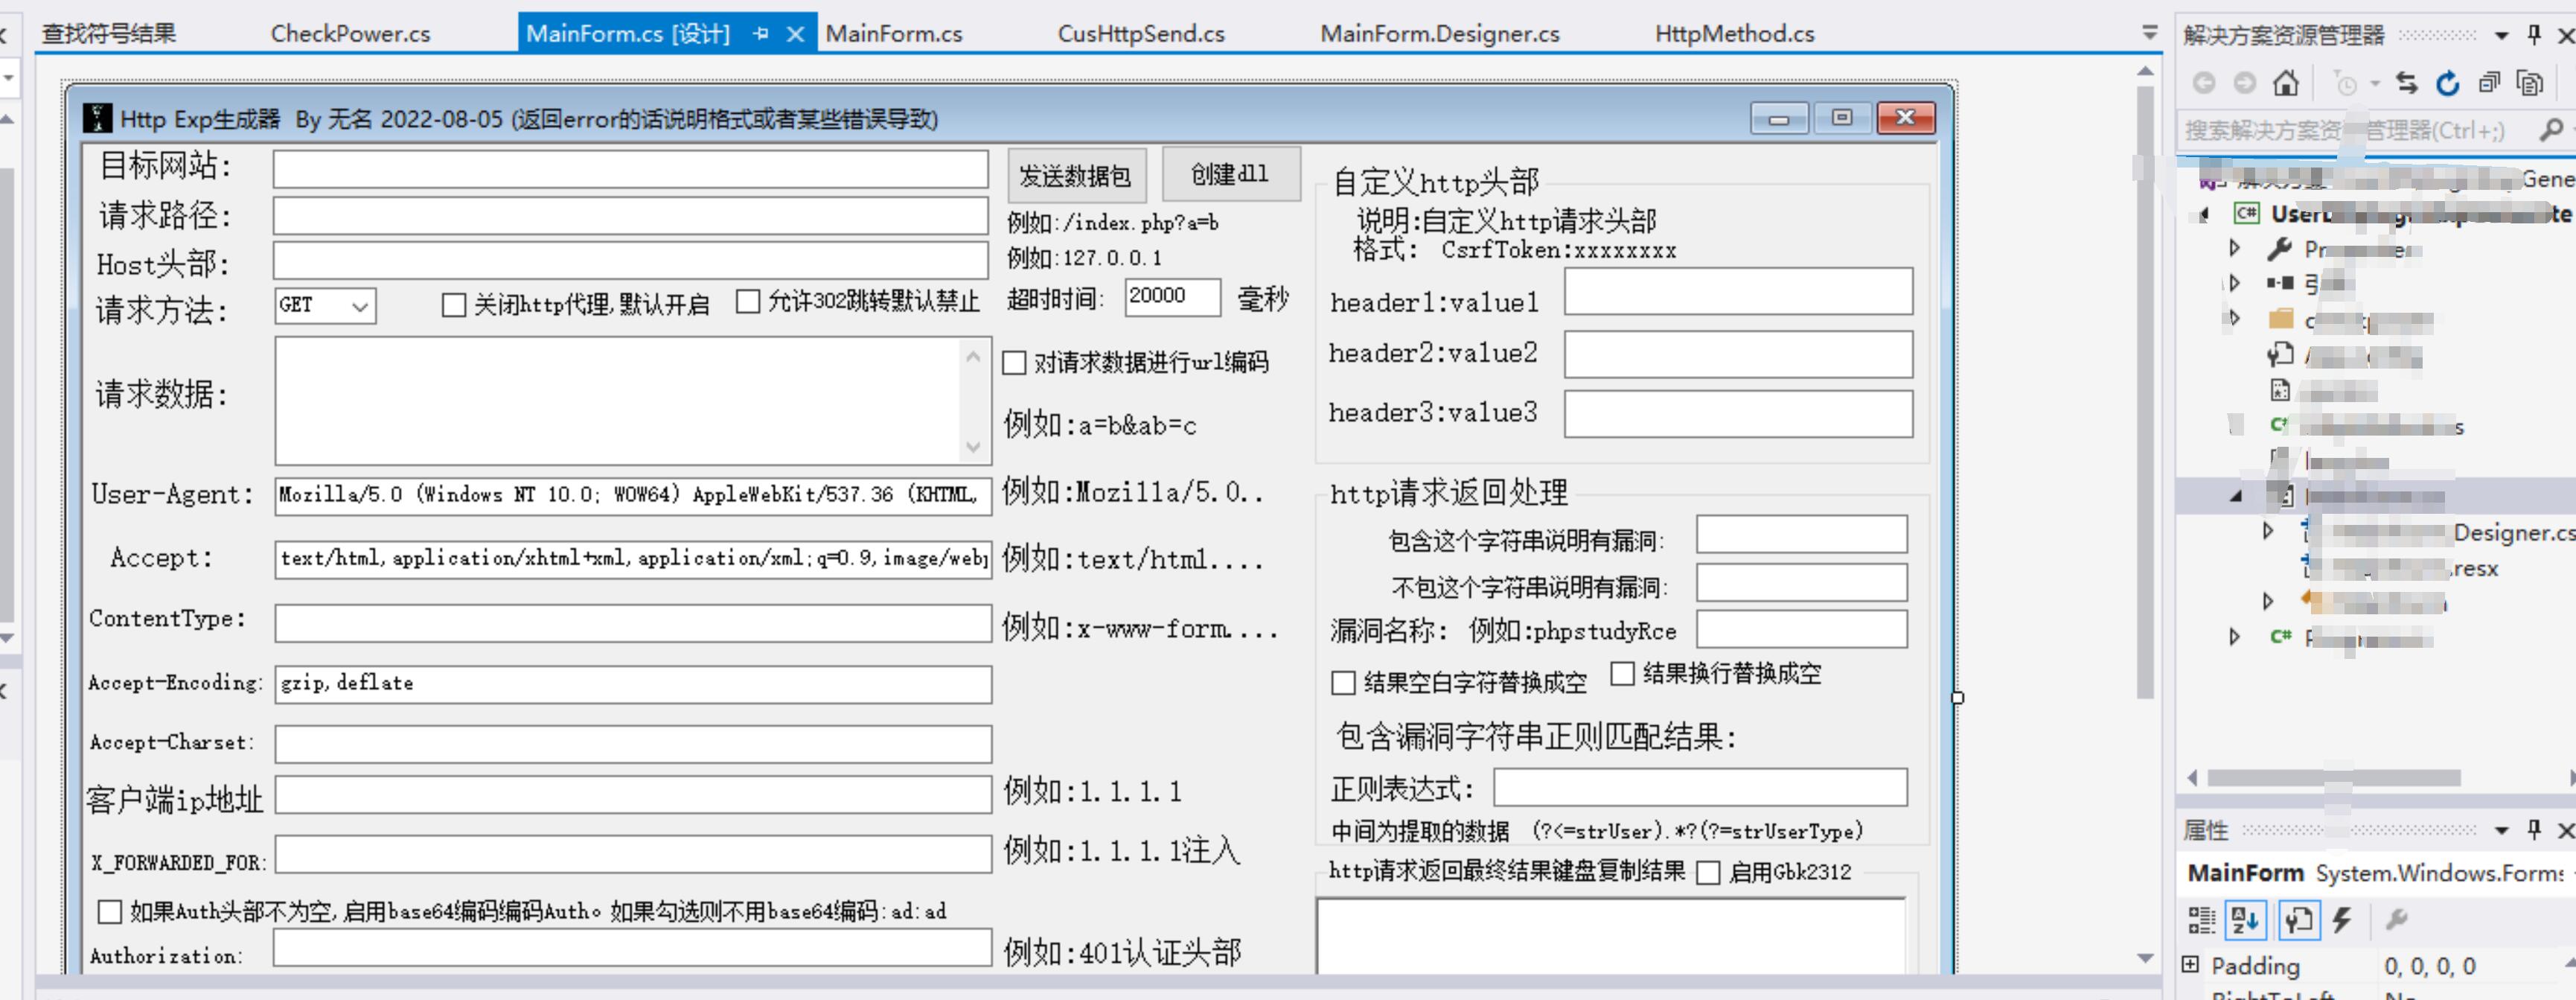 查找符号结果 CheckPower.cs MainForm.cs [设计] MainForm.cs CusHttpSend.cs MainForm.Designer.cs HttpMethod.cs
Http Exp生成器 By 无名 2022-08-05 (返回error的话说明格式或者某些错误导致)
目标网站:
发送数据包 创建dll
请求路径:
例如:/index.php?a=b
Host头部:
例如:127.0.0.1
请求方法: GET 关闭http代理,默认开启 允许302跳转默认禁止 超时时间: 20000 毫秒
请求数据:
对请求数据进行url编码
例如:a=b&ab=c
User-Agent: Mozilla/5.0 (Windows NT 10.0; WOW64) AppleWebKit/537.36 (KHTML, 例如:Mozilla/5.0..
Accept: text/html,application/xhtml+xml,application/xml;q=0.9,image/webp 例如:text/html....
ContentType: 例如:x-www-form....
Accept-Encoding: gzip,deflate
Accept-Charset:
客户端ip地址 例如:1.1.1.1
X_FORWARDED_FOR: 例如:1.1.1.1注入
如果Auth头部不为空,启用base64编码编码Auth。如果勾选则不用base64编码:ad:ad
Authorization: 例如:401认证头部
自定义http头部
说明:自定义http请求头部
格式: CsrfToken:xxxxxxxx
header1:value1
header2:value2
header3:value3
http请求返回处理
包含这个字符串说明有漏洞:
不包这个字符串说明有漏洞:
漏洞名称: 例如:phpstudyRce
结果空白字符替换成空 结果换行替换成空
包含漏洞字符串正则匹配结果:
正则表达式:
中间为提取的数据 (?<=strUser).*?(?=strUserType)
http请求返回最终结果键盘复制结果 启用Gbk2312
解决方案资源管理器
搜索解决方案资源管理器(Ctrl+;)
Designer.cs
.resx
属性
MainForm System.Windows.Forms
Padding 0, 0, 0, 0